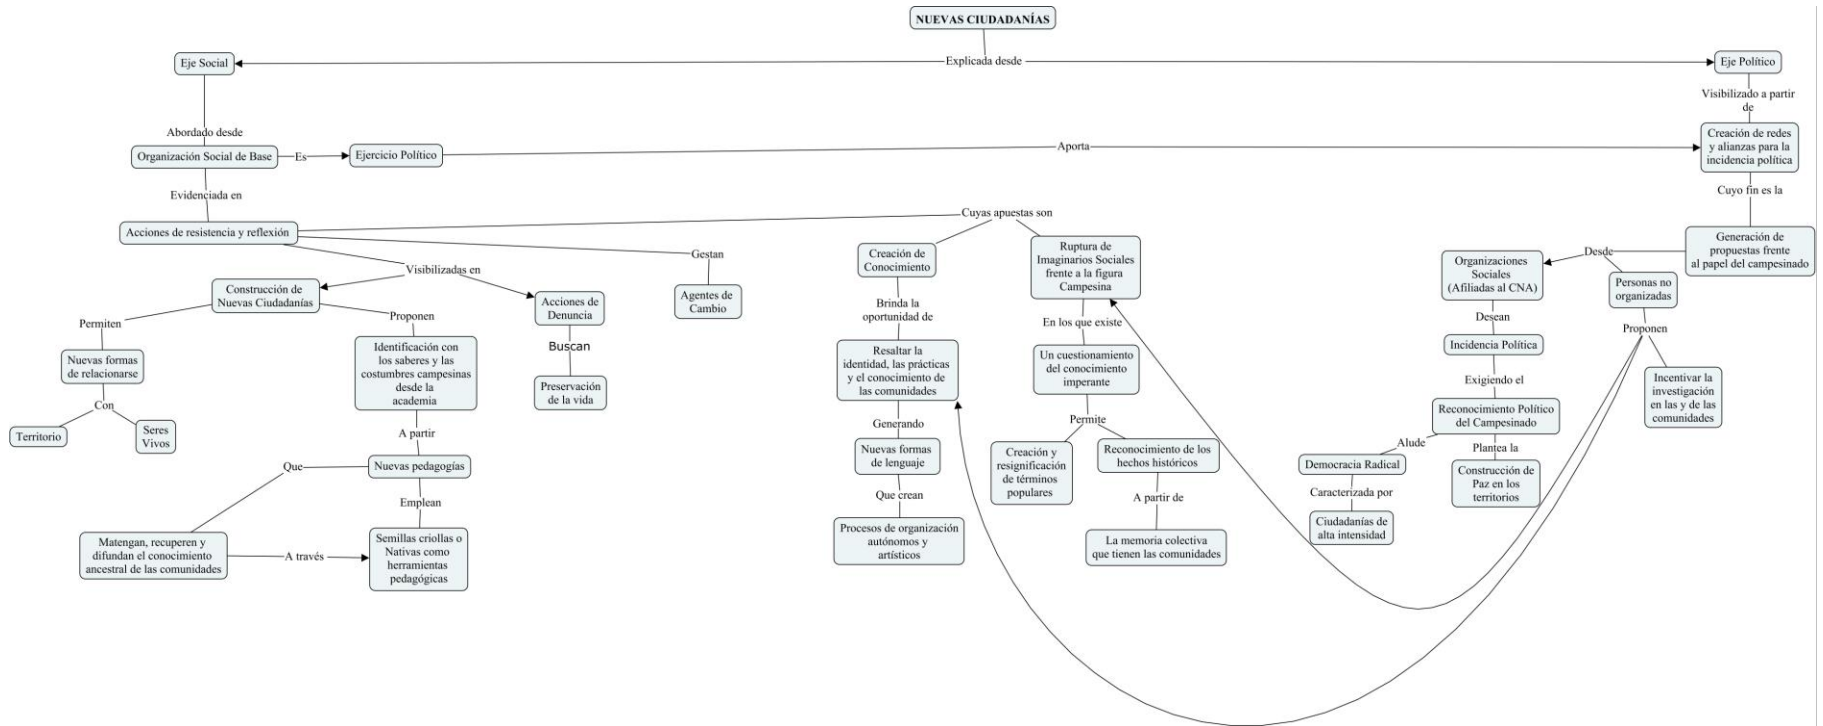 NUEVAS CIUDADANÍAS
Explicada desde
Eje Social
Eje Político
Abordado desde
Visibilizado a partir
de
Organización Social de Base
Es
Ejercicio Político
Aporta
Creación de redes
y alianzas para la
incidencia política
Evidenciada en
Cuyo fin es la
Acciones de resistencia y reflexión
Cuyas apuestas son
Generación de
propuestas frente
al papel del campesinado
Visibilizadas en
Gestan
Agentes de
Cambio
Construcción de
Nuevas Ciudadanías
Acciones de
Denuncia
Buscan
Preservación
de la vida
Permiten
Nuevas formas
de relacionarse
Con
Territorio
Seres
Vivos
Proponen
Identificación con
los saberes y las
costumbres campesinas
desde la
academia
A partir
Nuevas pedagogías
Que
Matengan, recuperen y
difundan el conocimiento
ancestral de las comunidades
A través
Emplean
Semillas criollas o
Nativas como
herramientas
pedagógicas
Creación de
Conocimiento
Brinda la
oportunidad de
Resaltar la
identidad, las prácticas
y el conocimiento de
las comunidades
Generando
Nuevas formas
de lenguaje
Que crean
Procesos de organización
autónomos y
artísticos
Ruptura de
Imaginarios Sociales
frente a la figura
Campesina
En los que existe
Un cuestionamiento
del conocimiento
imperante
Permite
Creación y
resignificación
de términos
populares
Reconocimiento de los
hechos históricos
A partir de
La memoria colectiva
que tienen las comunidades
Desde
Organizaciones
Sociales
(Afiliadas al CNA)
Desean
Incidencia Política
Exigiendo el
Reconocimiento Político
del Campesinado
Alude
Democracia Radical
Caracterizada por
Ciudadanías de
alta intensidad
Plantea la
Construcción de
Paz en los
territorios
Personas no
organizadas
Proponen
Incentivar la
investigación
en las y de las
comunidades